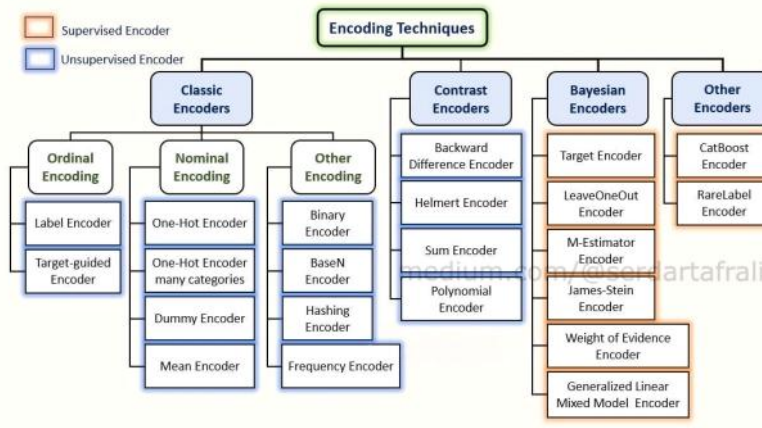 Supervised Encoder
Unsupervised Encoder
Encoding Techniques
Classic
Encoders
Contrast
Encoders
Bayesian
Encoders
Other
Encoders
Ordinal
Encoding
Nominal
Encoding
Other
Encoding
Label Encoder
Target-guided
Encoder
One-Hot Encoder
One-Hot Encoder
many categories
Dummy Encoder
Mean Encoder
Binary
Encoder
BaseN
Encoder
Hashing
Encoder
Frequency Encoder
Backward
Difference Encoder
Helmert Encoder
Sum Encoder
Polynomial
Encoder
Target Encoder
LeaveOneOut
Encoder
M-Estimator
Encoder
James-Stein
Encoder
Weight of Evidence
Encoder
Generalized Linear
Mixed Model Encoder
CatBoost
Encoder
RareLabel
Encoder
medium.com/@serdartafrali